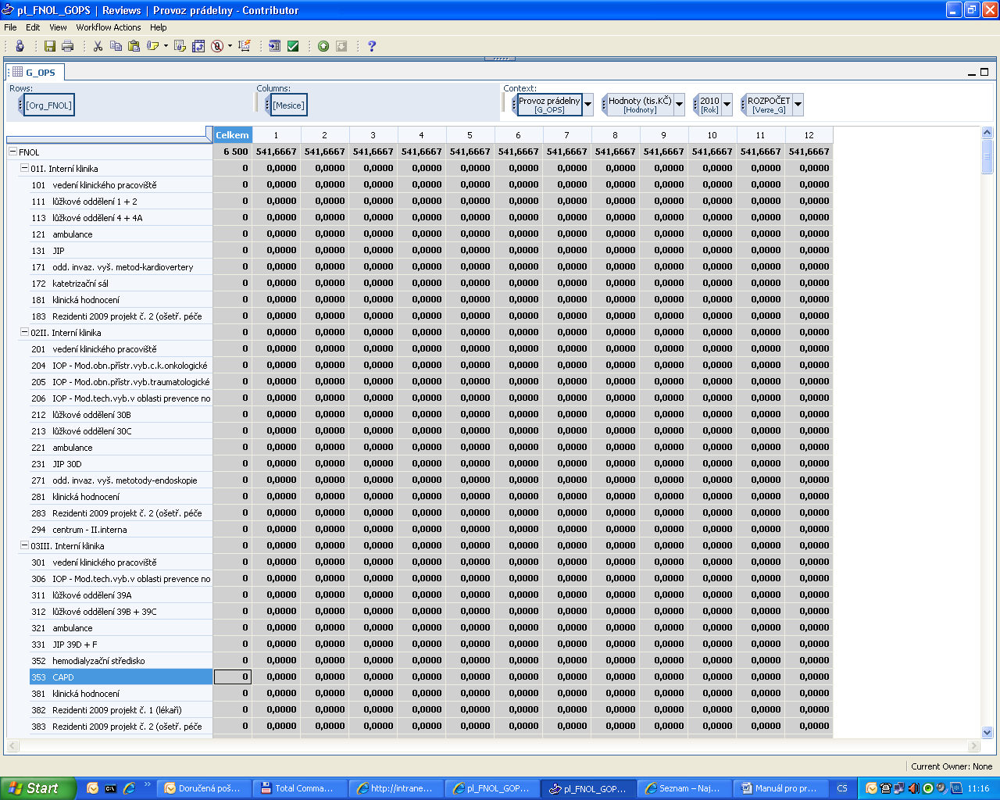 pl_FNOL_GOPS | Reviews | Provoz prádelny - Contributor
File Edit View Workflow Actions Help
G_OPS
Rows: Columns: Context:
[Org_FNOL] [Mesice] Provoz prádelny [G_OPS] Hodnoty (tis.KČ) [Hodnoty] 2010 [Rok] ROZPOČET [Verze_G]
Celkem 1 2 3 4 5 6 7 8 9 10 11 12
FNOL 6 500 541,6667 541,6667 541,6667 541,6667 541,6667 541,6667 541,6667 541,6667 541,6667 541,6667 541,6667 541,6667
01I. Interní klinika 0 0,0000 0,0000 0,0000 0,0000 0,0000 0,0000 0,0000 0,0000 0,0000 0,0000 0,0000 0,0000
101 vedení klinického pracoviště 0 0,0000 0,0000 0,0000 0,0000 0,0000 0,0000 0,0000 0,0000 0,0000 0,0000 0,0000 0,0000
111 lůžkové oddělení 1 + 2 0 0,0000 0,0000 0,0000 0,0000 0,0000 0,0000 0,0000 0,0000 0,0000 0,0000 0,0000 0,0000
113 lůžkové oddělení 4 + 4A 0 0,0000 0,0000 0,0000 0,0000 0,0000 0,0000 0,0000 0,0000 0,0000 0,0000 0,0000 0,0000
121 ambulance 0 0,0000 0,0000 0,0000 0,0000 0,0000 0,0000 0,0000 0,0000 0,0000 0,0000 0,0000 0,0000
131 JIP 0 0,0000 0,0000 0,0000 0,0000 0,0000 0,0000 0,0000 0,0000 0,0000 0,0000 0,0000 0,0000
171 odd. invaz. vyš. metod-kardiovertery 0 0,0000 0,0000 0,0000 0,0000 0,0000 0,0000 0,0000 0,0000 0,0000 0,0000 0,0000 0,0000
172 katetrizační sál 0 0,0000 0,0000 0,0000 0,0000 0,0000 0,0000 0,0000 0,0000 0,0000 0,0000 0,0000 0,0000
181 klinická hodnocení 0 0,0000 0,0000 0,0000 0,0000 0,0000 0,0000 0,0000 0,0000 0,0000 0,0000 0,0000 0,0000
183 Rezidenti 2009 projekt č. 2 (ošetř. péče 0 0,0000 0,0000 0,0000 0,0000 0,0000 0,0000 0,0000 0,0000 0,0000 0,0000 0,0000 0,0000
02II. Interní klinika 0 0,0000 0,0000 0,0000 0,0000 0,0000 0,0000 0,0000 0,0000 0,0000 0,0000 0,0000 0,0000
201 vedení klinického pracoviště 0 0,0000 0,0000 0,0000 0,0000 0,0000 0,0000 0,0000 0,0000 0,0000 0,0000 0,0000 0,0000
204 IOP - Mod.obn.přístr.vyb.c.k.onkologické 0 0,0000 0,0000 0,0000 0,0000 0,0000 0,0000 0,0000 0,0000 0,0000 0,0000 0,0000 0,0000
205 IOP - Mod.obn.přístr.vyb.traumatologické 0 0,0000 0,0000 0,0000 0,0000 0,0000 0,0000 0,0000 0,0000 0,0000 0,0000 0,0000 0,0000
206 IOP - Mod.tech.vyb.v oblasti prevence no 0 0,0000 0,0000 0,0000 0,0000 0,0000 0,0000 0,0000 0,0000 0,0000 0,0000 0,0000 0,0000
212 lůžkové oddělení 30B 0 0,0000 0,0000 0,0000 0,0000 0,0000 0,0000 0,0000 0,0000 0,0000 0,0000 0,0000 0,0000
213 lůžkové oddělení 30C 0 0,0000 0,0000 0,0000 0,0000 0,0000 0,0000 0,0000 0,0000 0,0000 0,0000 0,0000 0,0000
221 ambulance 0 0,0000 0,0000 0,0000 0,0000 0,0000 0,0000 0,0000 0,0000 0,0000 0,0000 0,0000 0,0000
231 JIP 30D 0 0,0000 0,0000 0,0000 0,0000 0,0000 0,0000 0,0000 0,0000 0,0000 0,0000 0,0000 0,0000
271 odd. invaz. vyš. metotody-endoskopie 0 0,0000 0,0000 0,0000 0,0000 0,0000 0,0000 0,0000 0,0000 0,0000 0,0000 0,0000 0,0000
281 klinická hodnocení 0 0,0000 0,0000 0,0000 0,0000 0,0000 0,0000 0,0000 0,0000 0,0000 0,0000 0,0000 0,0000
283 Rezidenti 2009 projekt č. 2 (ošetř. péče 0 0,0000 0,0000 0,0000 0,0000 0,0000 0,0000 0,0000 0,0000 0,0000 0,0000 0,0000 0,0000
294 centrum - II.interna 0 0,0000 0,0000 0,0000 0,0000 0,0000 0,0000 0,0000 0,0000 0,0000 0,0000 0,0000 0,0000
03III. Interní klinika 0 0,0000 0,0000 0,0000 0,0000 0,0000 0,0000 0,0000 0,0000 0,0000 0,0000 0,0000 0,0000
301 vedení klinického pracoviště 0 0,0000 0,0000 0,0000 0,0000 0,0000 0,0000 0,0000 0,0000 0,0000 0,0000 0,0000 0,0000
306 IOP - Mod.tech.vyb.v oblasti prevence no 0 0,0000 0,0000 0,0000 0,0000 0,0000 0,0000 0,0000 0,0000 0,0000 0,0000 0,0000 0,0000
311 lůžkové oddělení 39A 0 0,0000 0,0000 0,0000 0,0000 0,0000 0,0000 0,0000 0,0000 0,0000 0,0000 0,0000 0,0000
312 lůžkové oddělení 39B + 39C 0 0,0000 0,0000 0,0000 0,0000 0,0000 0,0000 0,0000 0,0000 0,0000 0,0000 0,0000 0,0000
321 ambulance 0 0,0000 0,0000 0,0000 0,0000 0,0000 0,0000 0,0000 0,0000 0,0000 0,0000 0,0000 0,0000
331 JIP 39D + F 0 0,0000 0,0000 0,0000 0,0000 0,0000 0,0000 0,0000 0,0000 0,0000 0,0000 0,0000 0,0000
352 hemodialyzační středisko 0 0,0000 0,0000 0,0000 0,0000 0,0000 0,0000 0,0000 0,0000 0,0000 0,0000 0,0000 0,0000
353 CAPD 0 0,0000 0,0000 0,0000 0,0000 0,0000 0,0000 0,0000 0,0000 0,0000 0,0000 0,0000 0,0000
381 klinická hodnocení 0 0,0000 0,0000 0,0000 0,0000 0,0000 0,0000 0,0000 0,0000 0,0000 0,0000 0,0000 0,0000
382 Rezidenti 2009 projekt č. 1 (lékaři) 0 0,0000 0,0000 0,0000 0,0000 0,0000 0,0000 0,0000 0,0000 0,0000 0,0000 0,0000 0,0000
383 Rezidenti 2009 projekt č. 2 (ošetř. péče 0 0,0000 0,0000 0,0000 0,0000 0,0000 0,0000 0,0000 0,0000 0,0000 0,0000 0,0000 0,0000
Current Owner: None
Start Doručená poš... Total Comma... http://intrane... pl_FNOL_GOP... pl_FNOL_GOP... Seznam – Naj... Manuál pro pr... CS 11:16